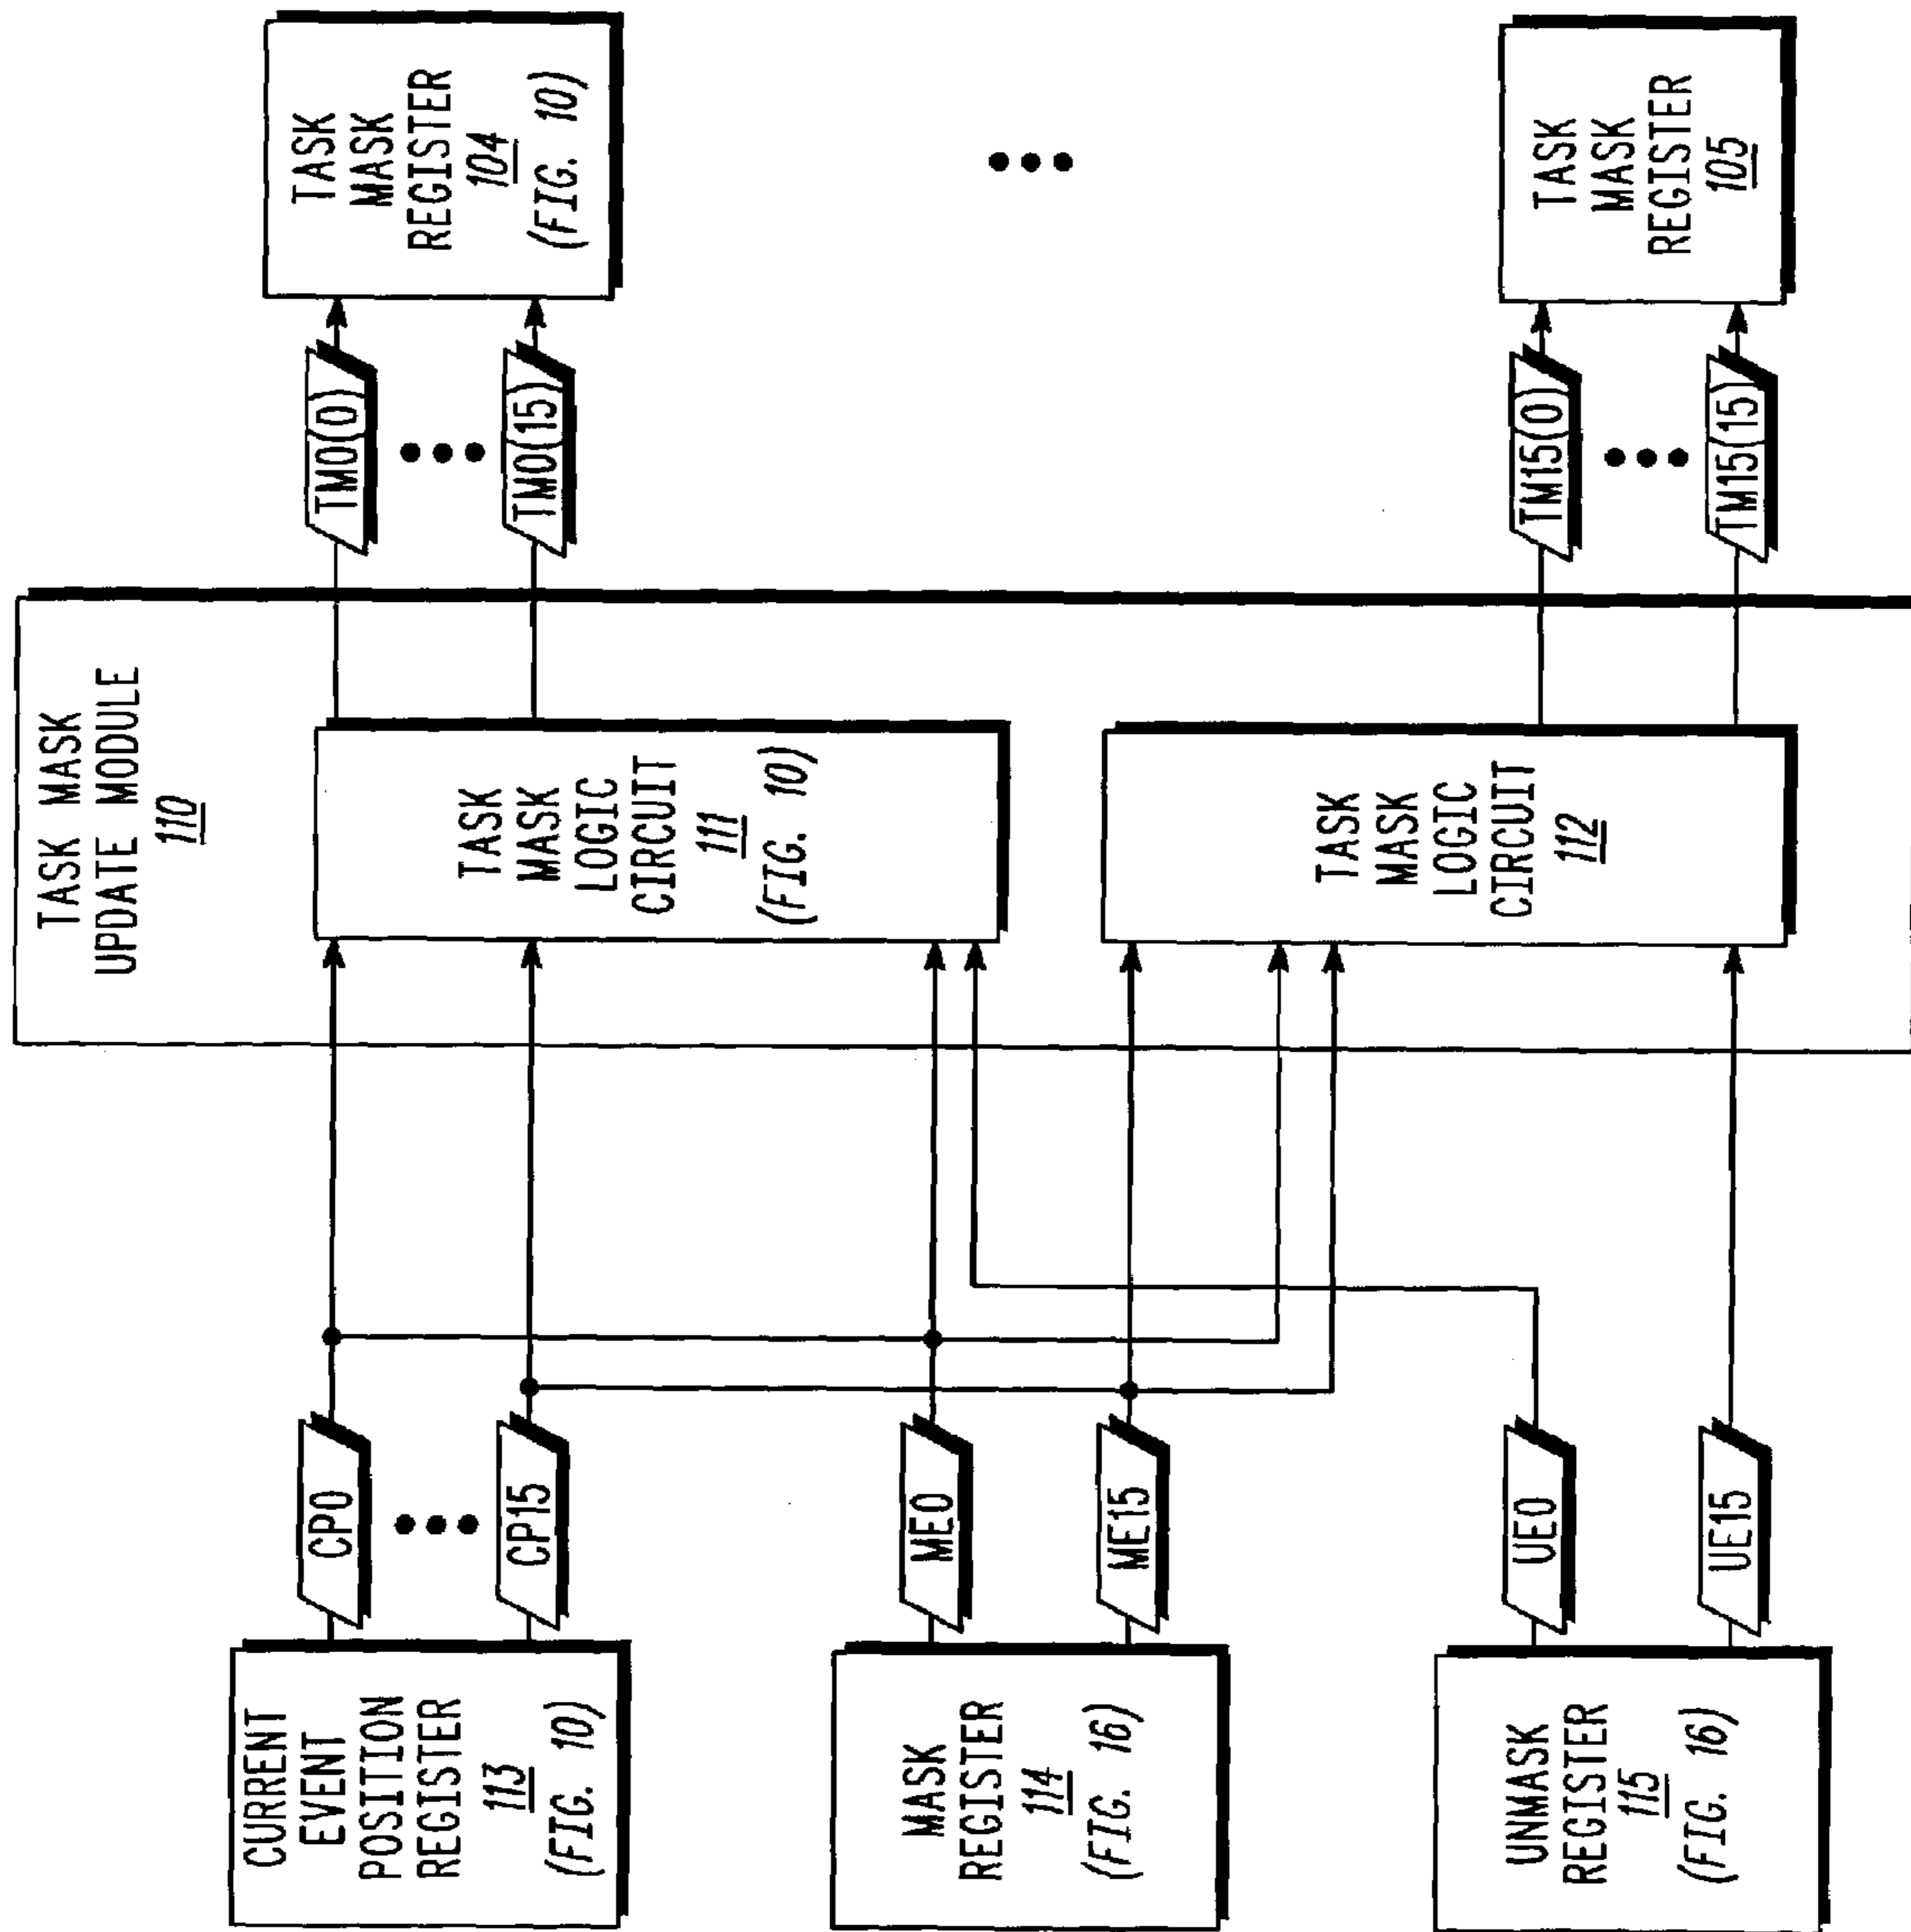 CURRENT
EVENT
POSITION
REGISTER
113
(FIG. 10)
MASK
REGISTER
114
(FIG. 16)
UNMASK
REGISTER
115
(FIG. 16)
CP0
CP15
ME0
ME15
UE0
UE15
TASK MASK
UPDATE MODULE
110
TASK
MASK
LOGIC
CIRCUIT
111
(FIG. 10)
TASK
MASK
LOGIC
CIRCUIT
112
TM0(0)
TM0(15)
TM15(0)
TM15(15)
TASK
MASK
REGISTER
104
(FIG. 10)
TASK
MASK
REGISTER
105